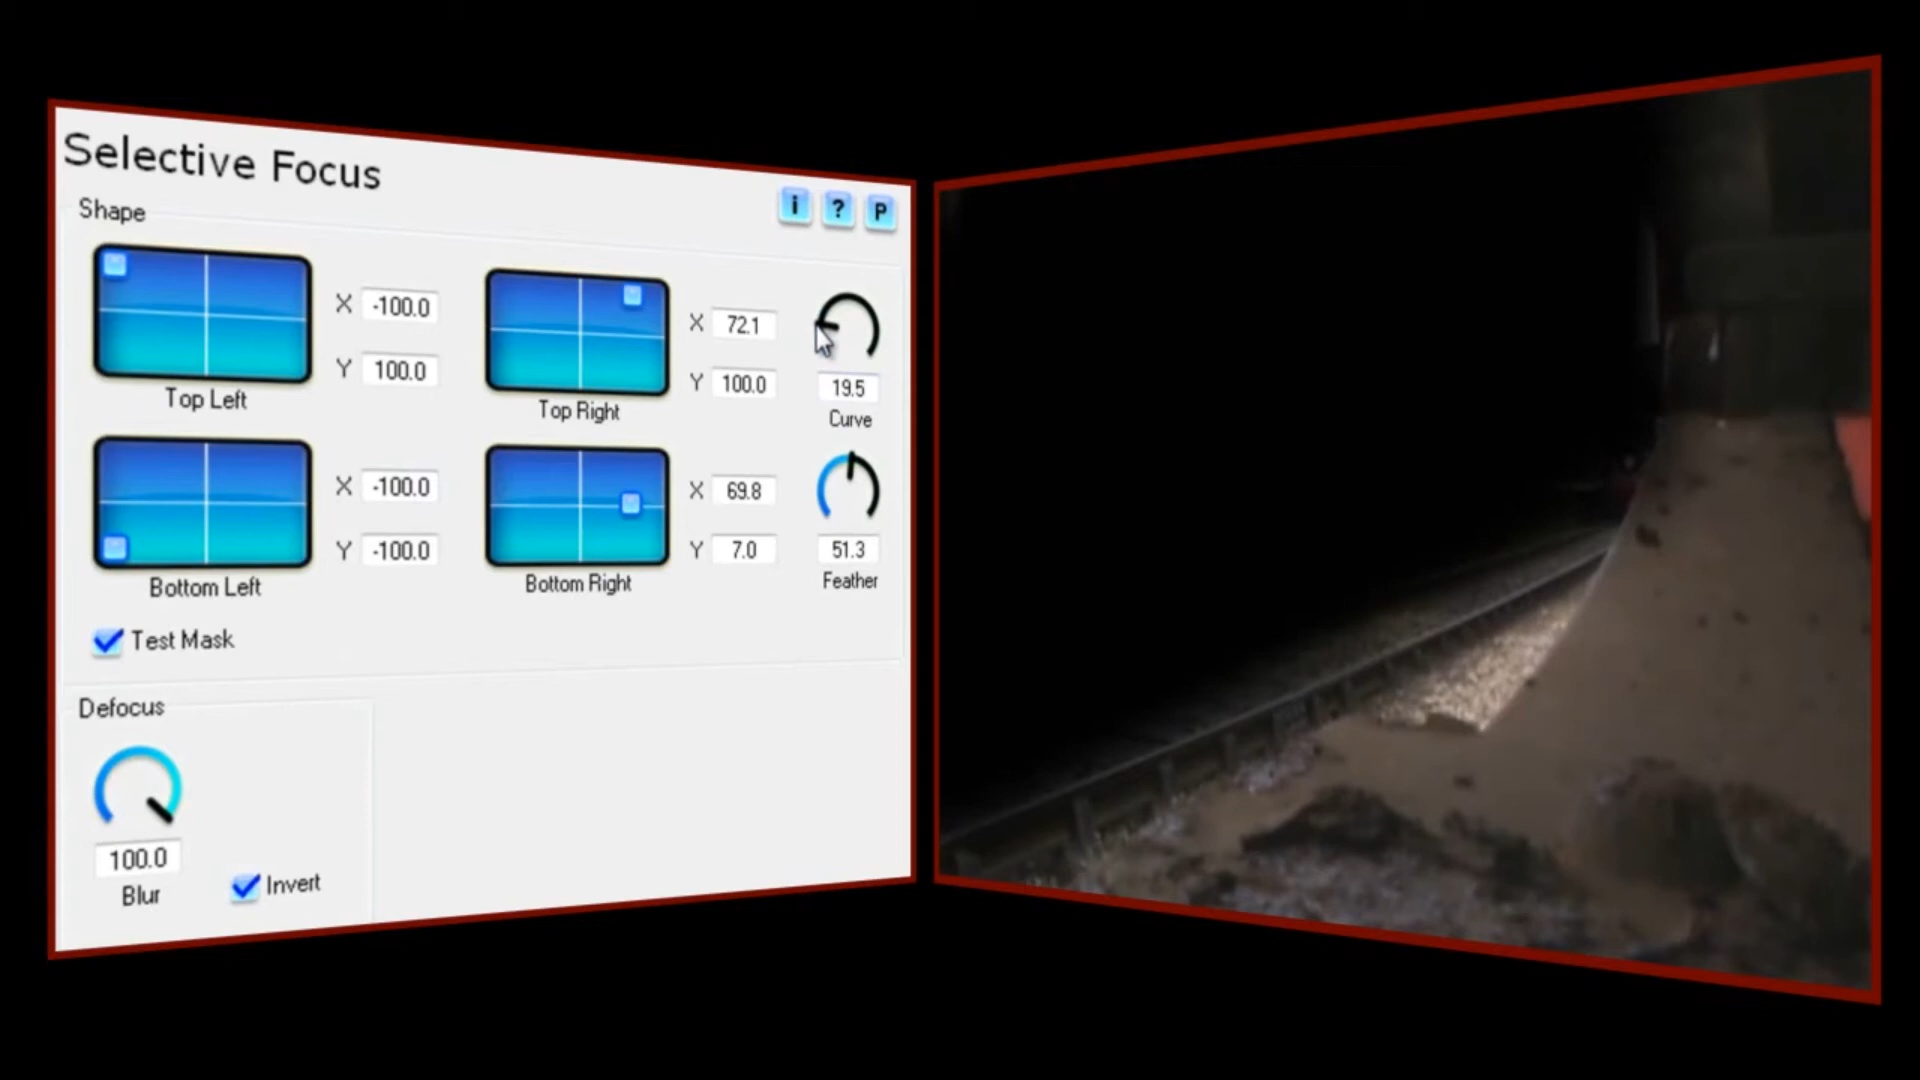 Selective Focus
i ? P
Shape
X -100.0
Y 100.0
Top Left
X 72.1
Y 100.0
Top Right
19.5
Curve
X -100.0
Y -100.0
Bottom Left
X 69.8
Y 7.0
Bottom Right
51.3
Feather
Test Mask
Defocus
100.0
Blur
Invert